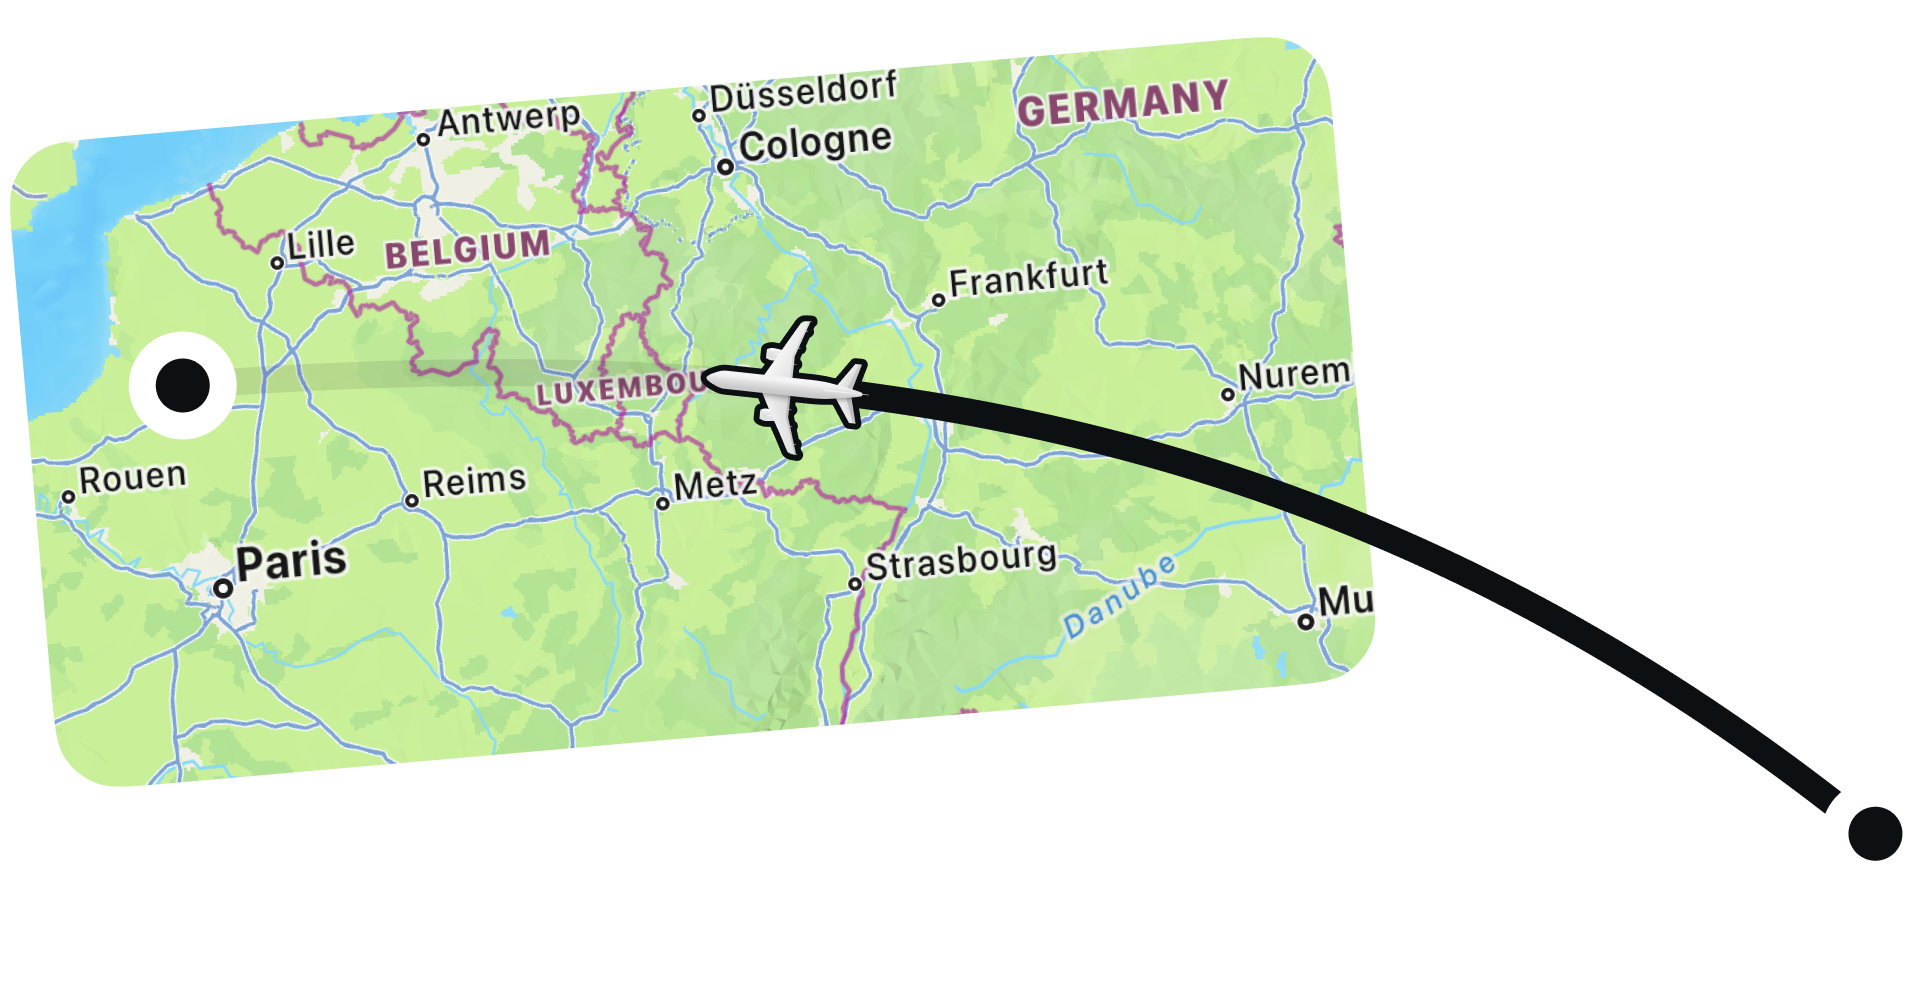 Düsseldorf
GERMANY
Antwerp
Cologne
Lille
BELGIUM
Frankfurt
LUXEMBOU
Nurem
Rouen
Reims
Metz
Paris
Strasbourg
Danube
Mu